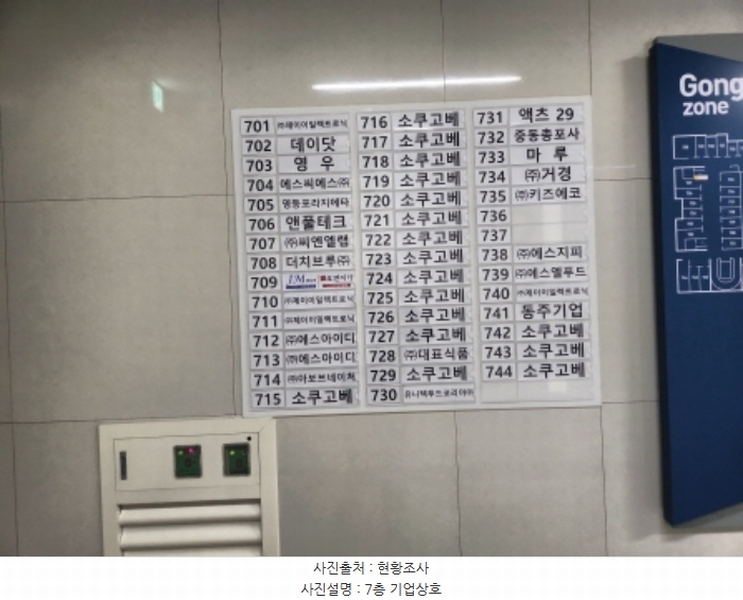 701 ㈜제이이일렉트로닉
702 데이닷
703 영 우
704 에스씨에스㈜
705 영등포리치메타
706 앤풀테크
707 ㈜씨엔엘랩
708 더치브루㈜
709
710 ㈜제이이일렉트로닉
711 ㈜제이이일렉트로닉
712 ㈜에스아이디
713 ㈜에스아이디
714 ㈜아보브네이처
715 소쿠고베
716 소쿠고베
717 소쿠고베
718 소쿠고베
719 소쿠고베
720 소쿠고베
721 소쿠고베
722 소쿠고베
723 소쿠고베
724 소쿠고베
725 소쿠고베
726 소쿠고베
727 소쿠고베
728 ㈜대표식품
729 소쿠고베
730 유니텍푸드코리아㈜
731 액츠 29
732 중동총포사
733 마 루
734 ㈜거경
735 ㈜키즈에코
736
737
738 ㈜에스지피
739 ㈜에스엘푸드
740 ㈜제이이일렉트로닉
741 동주기업
742 소쿠고베
743 소쿠고베
744 소쿠고베
Gong
zone
사진출처 : 현황조사
사진설명 : 7층 기업상호